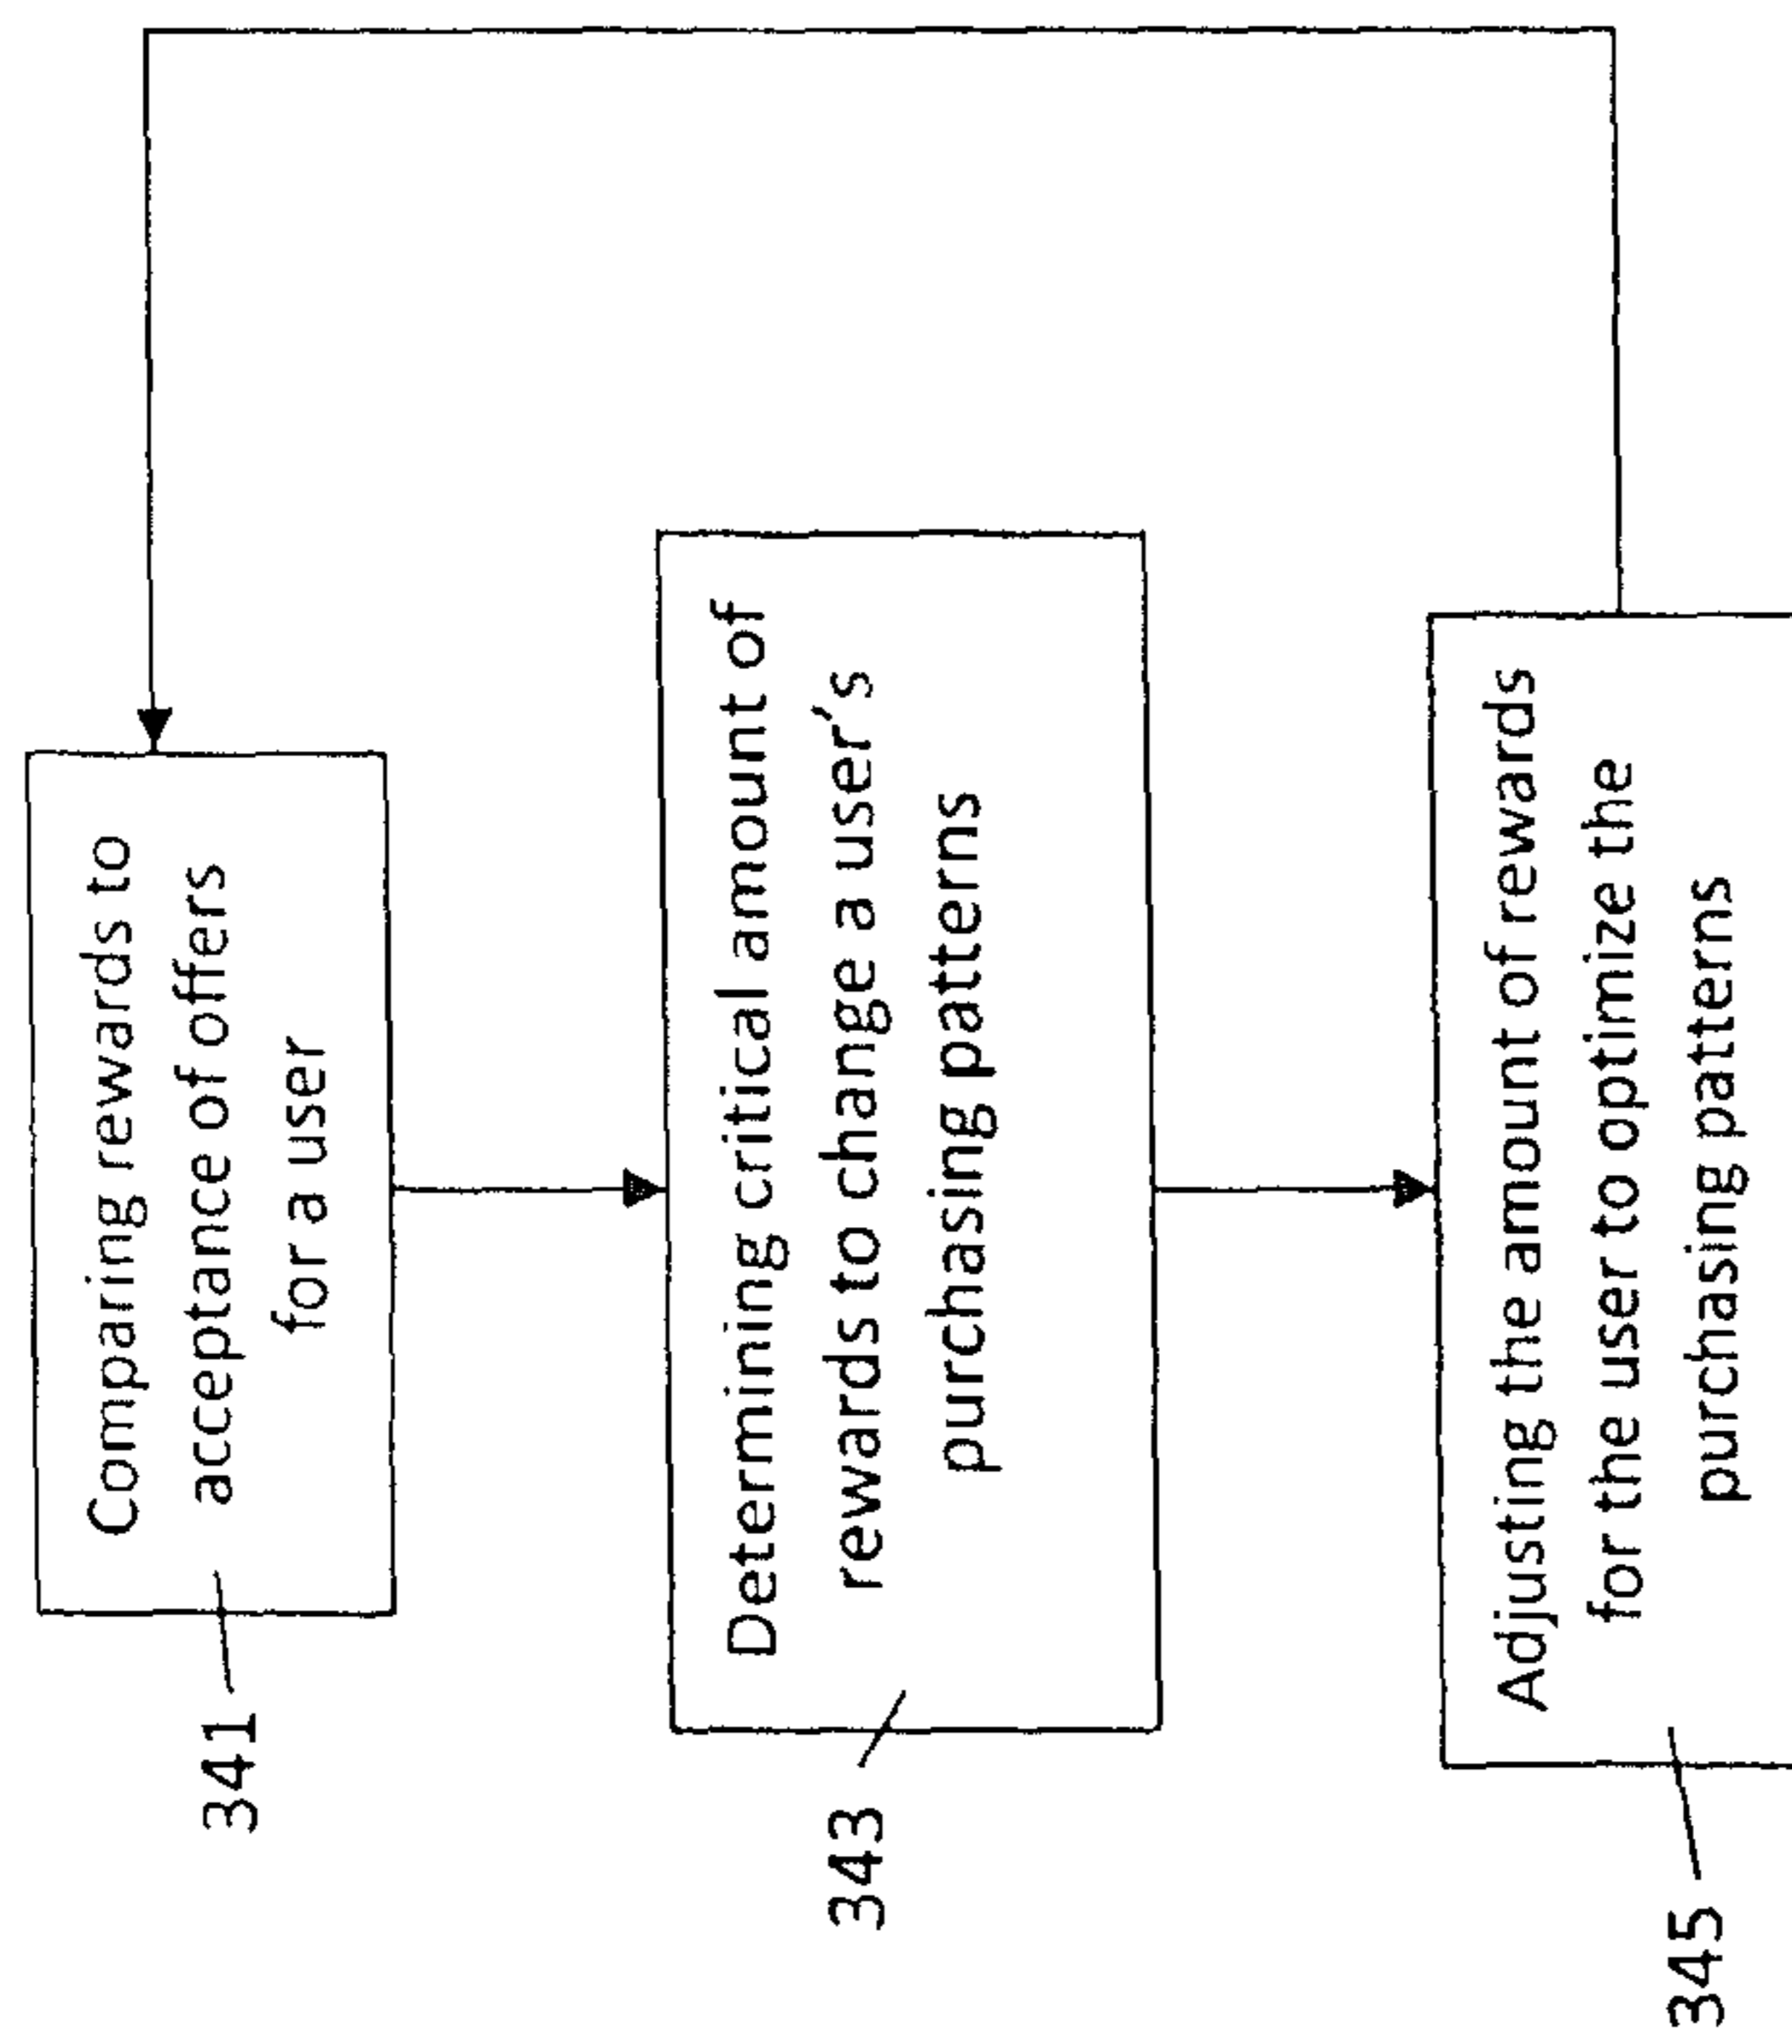 Comparing rewards to
acceptance of offers
for a user
341
Determining critical amount of
rewards to change a user's
purchasing patterns
343
Adjusting the amount of rewards
for the user to optimize the
purchasing patterns
345